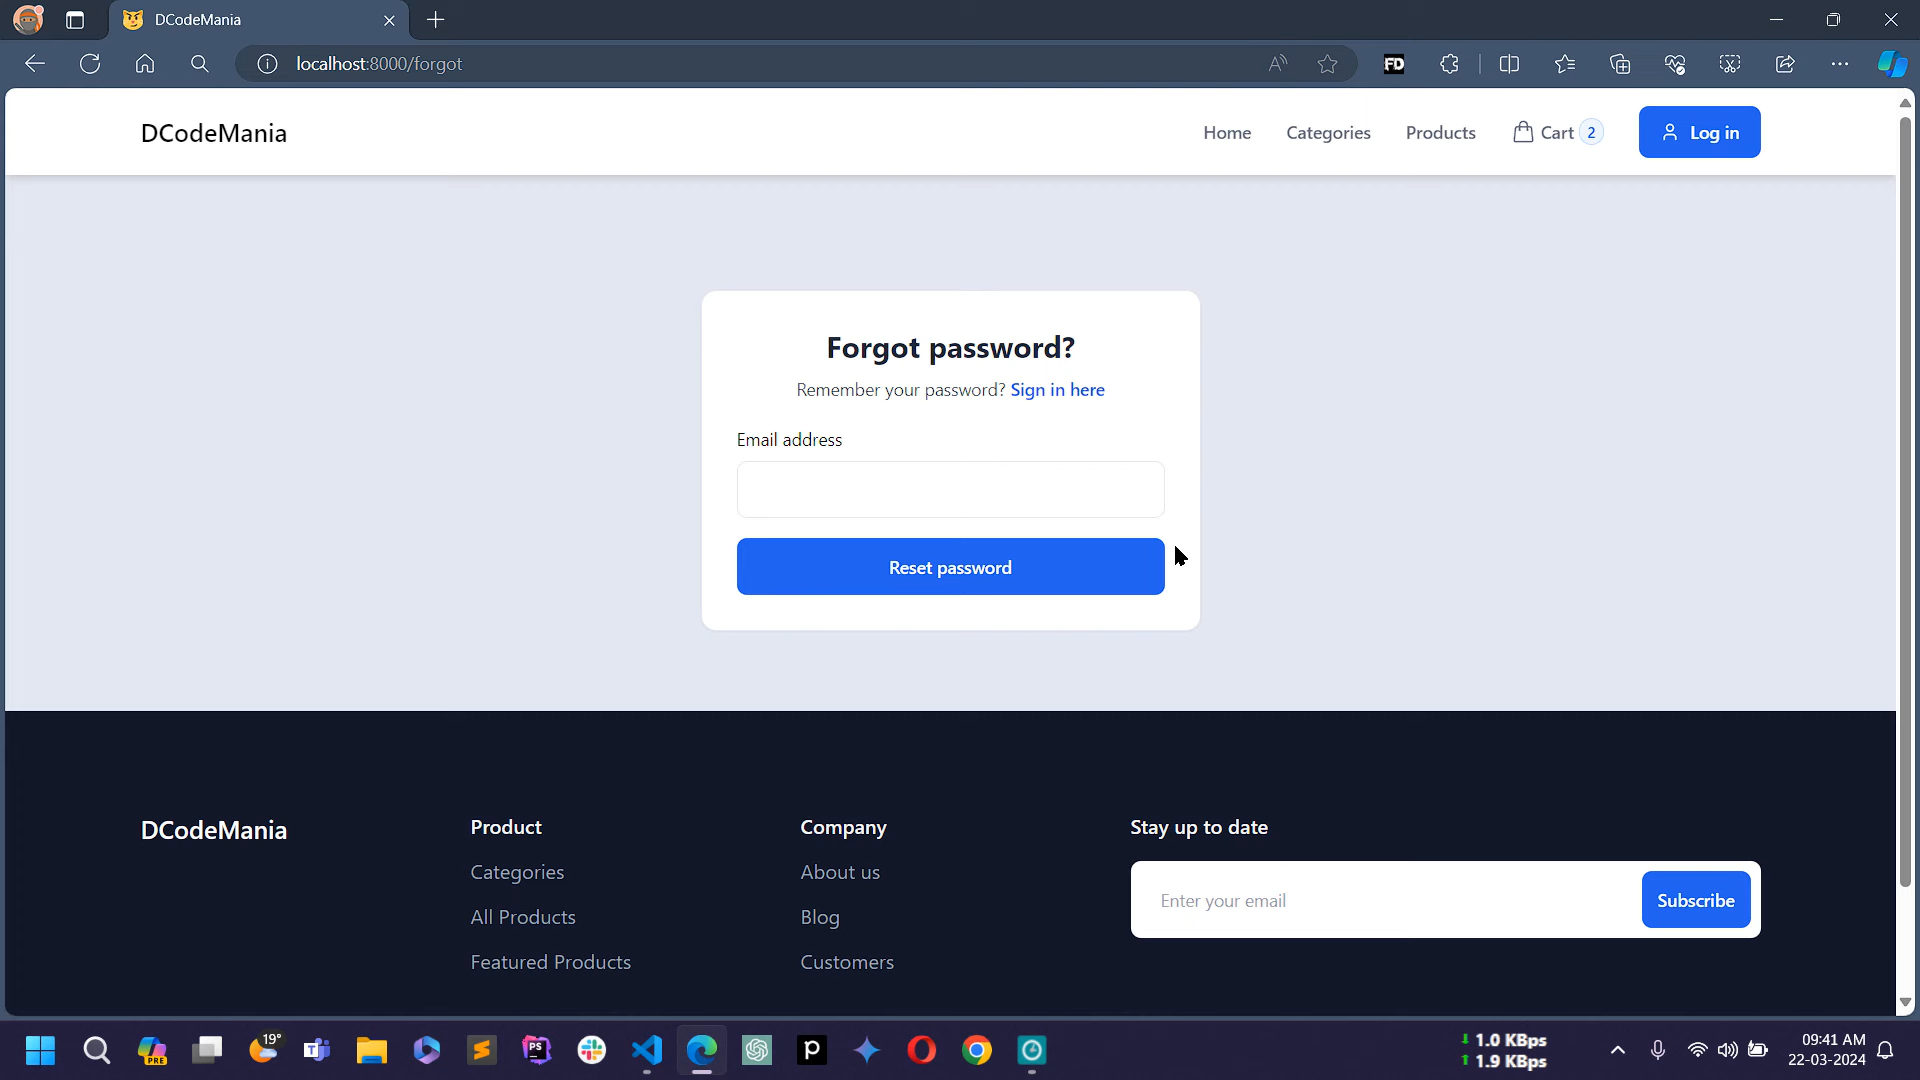 DCodeMania
localhost:8000/forgot
FD
DCodeMania
Home
Categories
Products
Cart 2
Log in
Forgot password?
Remember your password? Sign in here
Email address
Reset password
DCodeMania
Product
Categories
All Products
Featured Products
Company
About us
Blog
Customers
Stay up to date
Enter your email
Subscribe
PRE
19°
PS
p
1.0 KBps
1.9 KBps
09:41 AM
22-03-2024